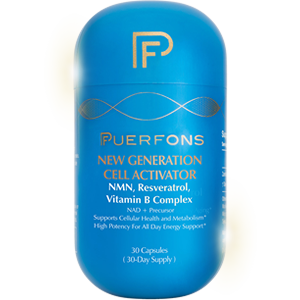 PUERFONS
NEW GENERATION
CELL ACTIVATOR
NMN, Resveratrol,
Vitamin B Complex
NAD + Precursor
Supports Cellular Health and Metabolism*
High Potency For All Day Energy Support*
30 Capsules
( 30-Day Supply )